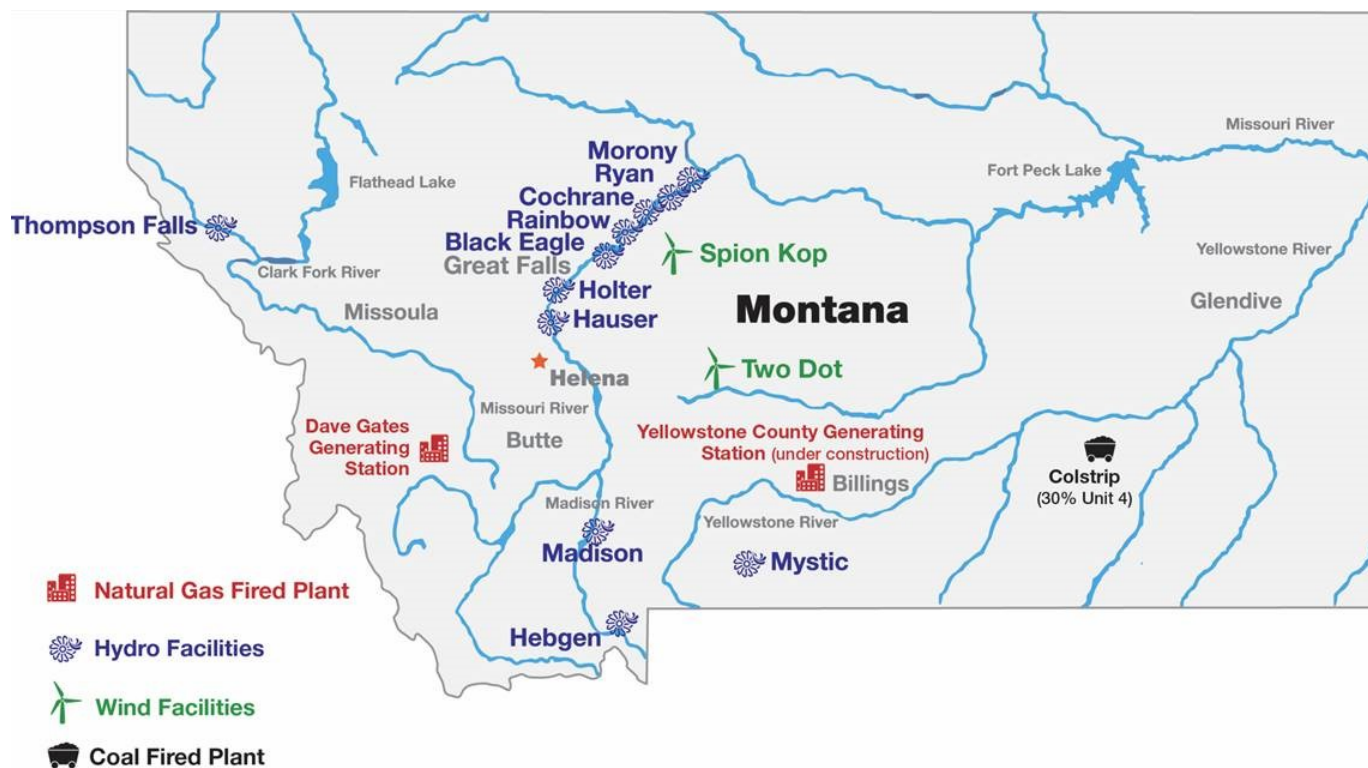 Missouri River
Morony
Ryan
Fort Peck Lake
Flathead Lake
Cochrane
Rainbow
Thompson Falls
Black Eagle
Great Falls
Spion Kop
Yellowstone River
Clark Fork River
Holter
Glendive
Missoula
Hauser
Montana
Helena
Two Dot
Missouri River
Butte
Dave Gates
Generating
Station
Yellowstone County Generating
Station (under construction)
Billings
Colstrip
(30% Unit 4)
Madison River
Yellowstone River
Madison
Mystic
Hebgen
Natural Gas Fired Plant
Hydro Facilities
Wind Facilities
Coal Fired Plant